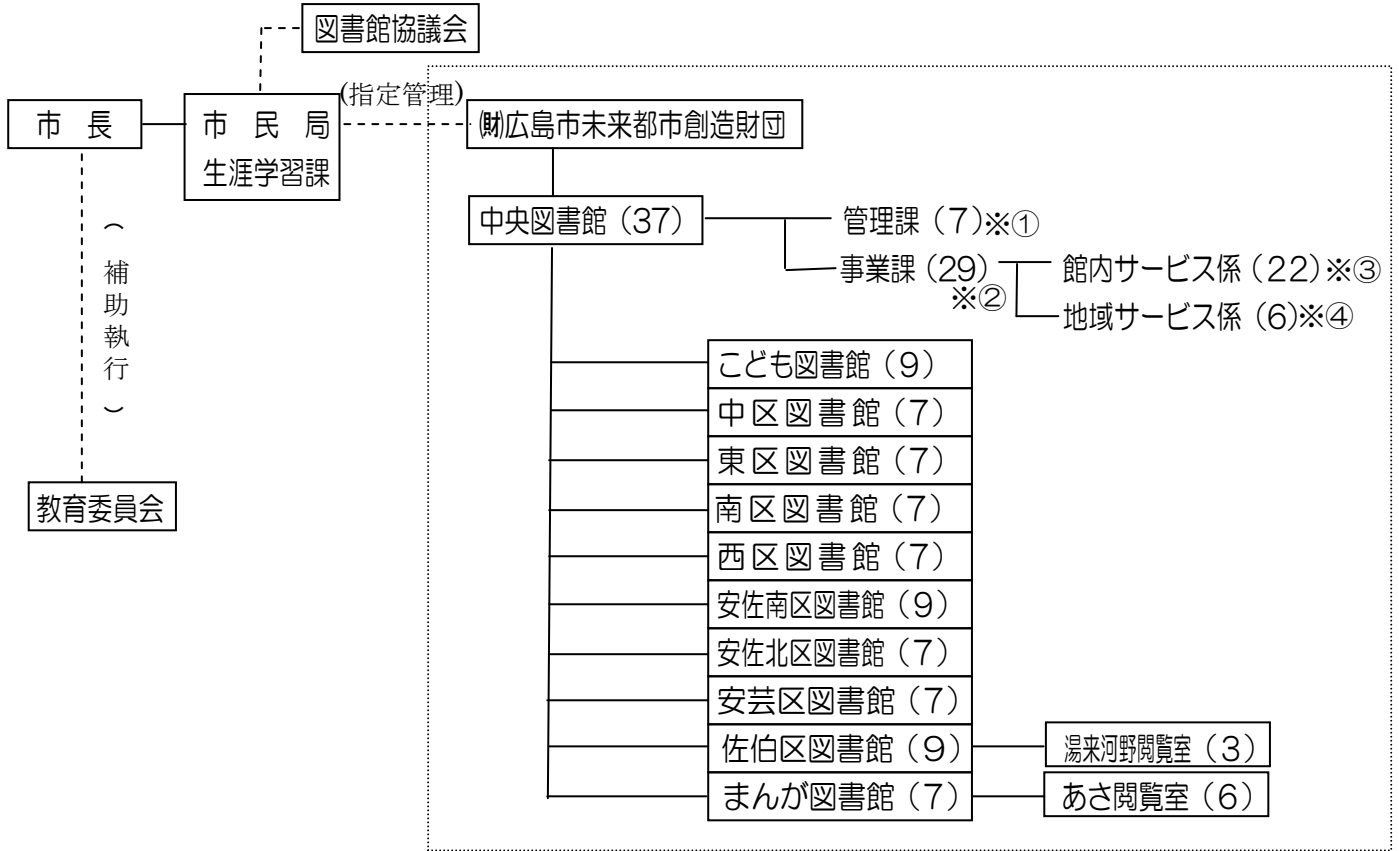 図書館協議会
(指定管理)
市　長
市　民　局
生涯学習課
㈶広島市未来都市創造財団
中央図書館（37）
管理課（7）※①
事業課（29）
※②
館内サービス係（22）※③
地域サービス係（6）※④
（補助執行）
教育委員会
こども図書館（9）
中区図書館（7）
東区図書館（7）
南区図書館（7）
西区図書館（7）
安佐南区図書館（9）
安佐北区図書館（7）
安芸区図書館（7）
佐伯区図書館（9）
湯来河野閲覧室（3）
まんが図書館（7）
あさ閲覧室（6）